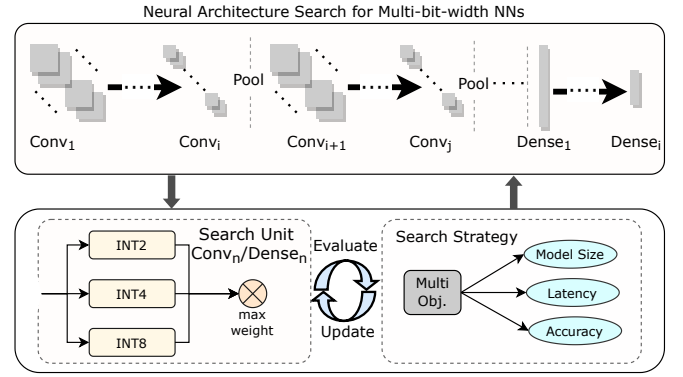 Neural Architecture Search for Multi-bit-width NNs
Pool
Pool
Conv₁
Convᵢ
Convᵢ₊₁
Convⱼ
Dense₁
Denseᵢ
INT2
INT4
INT8
Search Unit
Convₙ/Denseₙ
max
weight
Evaluate
Update
Search Strategy
Multi
Obj.
Model Size
Latency
Accuracy